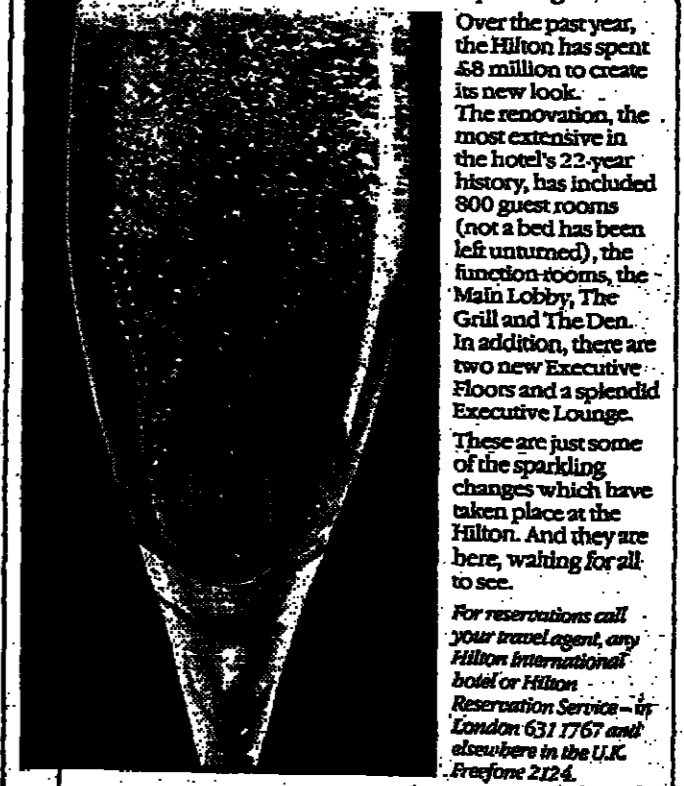 Over the past year,
the Hilton has spent
£8 million to create
its new look.
The renovation, the
most extensive in
the hotel's 22-year
history, has included
800 guest rooms
(not a bed has been
left unturned), the
function rooms, the
Main Lobby, The
Grill and The Den.
In addition, there are
two new Executive
Floors and a splendid
Executive Lounge.
These are just some
of the sparkling
changes which have
taken place at the
Hilton. And they are
here, waiting for all
to see.
For reservations call
your travel agent, any
Hilton International
hotel or Hilton
Reservation Service – in
London 631 1767 and
elsewhere in the U.K.
Freefone 2124.